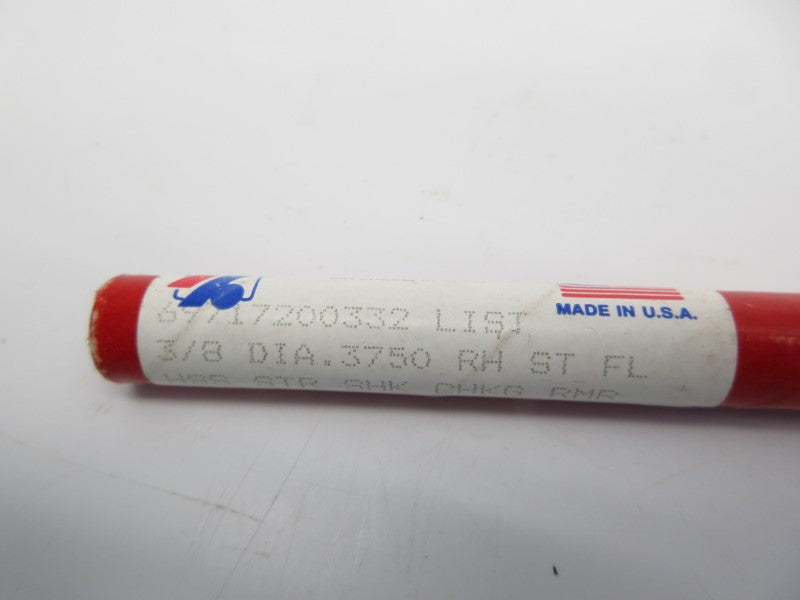 MADE IN U.S.A.
69717200332 LIST
3/8 DIA.3750 RH ST FL
HSS STR SHK CHKG RMR